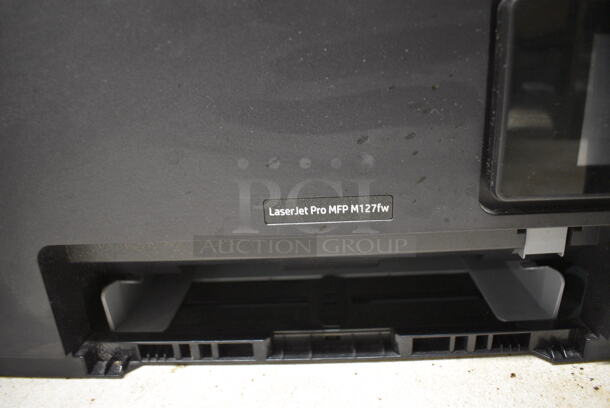 PCI
LaserJet Pro MFP M127fw
AUCTION GROUP